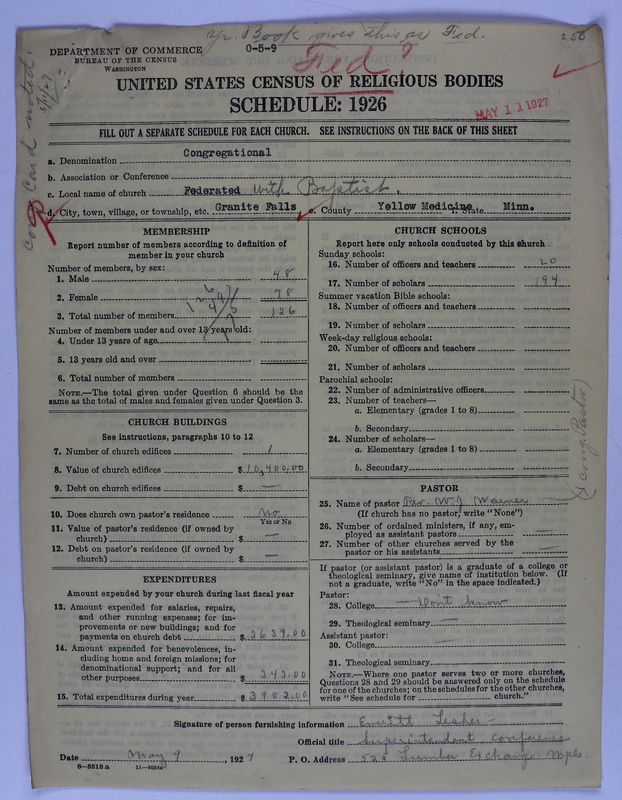 Yr. Book gives this as Fed.
256
DEPARTMENT OF COMMERCE
BUREAU OF THE CENSUS
WASHINGTON
0-5-9
Fed
UNITED STATES CENSUS OF RELIGIOUS BODIES
SCHEDULE: 1926
MAY 11 1927
FILL OUT A SEPARATE SCHEDULE FOR EACH CHURCH. SEE INSTRUCTIONS ON THE BACK OF THIS SHEET
a. Denomination Congregational
b. Association or Conference
c. Local name of church Federated with Baptist.
d. City, town, village, or township, etc. Granite Falls e. County Yellow Medicine f. State Minn.
Card noted.
MEMBERSHIP
Report number of members according to definition of
member in your church
Number of members, by sex:
1. Male 48
2. Female 78
3. Total number of members 126
Number of members under and over 13 years old:
4. Under 13 years of age
5. 13 years old and over
6. Total number of members
NOTE.—The total given under Question 6 should be the
same as the total of males and females given under Question 3.
CHURCH BUILDINGS
See instructions, paragraphs 10 to 12
7. Number of church edifices 1
8. Value of church edifices $10,400.00
9. Debt on church edifices $ —
10. Does church own pastor's residence No
Yes or No
11. Value of pastor's residence (if owned by
church) $ —
12. Debt on pastor's residence (if owned by
church) $ —
EXPENDITURES
Amount expended by your church during last fiscal year
13. Amount expended for salaries, repairs,
and other running expenses; for im-
provements or new buildings; and for
payments on church debt $3639.00
14. Amount expended for benevolences, in-
cluding home and foreign missions; for
denominational support; and for all
other purposes $343.00
15. Total expenditures during year $3982.00
CHURCH SCHOOLS
Report here only schools conducted by this church
Sunday schools:
16. Number of officers and teachers 20
17. Number of scholars 194
Summer vacation Bible schools:
18. Number of officers and teachers
19. Number of scholars
Week-day religious schools:
20. Number of officers and teachers
21. Number of scholars
Parochial schools:
22. Number of administrative officers
23. Number of teachers—
a. Elementary (grades 1 to 8)
b. Secondary
24. Number of scholars—
a. Elementary (grades 1 to 8)
b. Secondary
PASTOR
25. Name of pastor Rev. W. J. Warner
(If church has no pastor, write "None")
26. Number of ordained ministers, if any, em-
ployed as assistant pastors —
27. Number of other churches served by the
pastor or his assistants —
If pastor (or assistant pastor) is a graduate of a college or
theological seminary, give name of institution below. (If
not a graduate, write "No" in the space indicated.)
Pastor:
28. College — Don't know
29. Theological seminary —
Assistant pastor:
30. College —
31. Theological seminary
NOTE.—Where one pastor serves two or more churches,
Questions 28 and 29 should be answered only on the schedule
for one of the churches; on the schedules for the other churches,
write "See schedule for church."
Cong. Pastor
Signature of person furnishing information Everitt Lesher
Official title Superintendent Conference
Date May 9, 1927 P. O. Address 525 Lumber Exchange Mpls.
8—5518 a 11—9054a